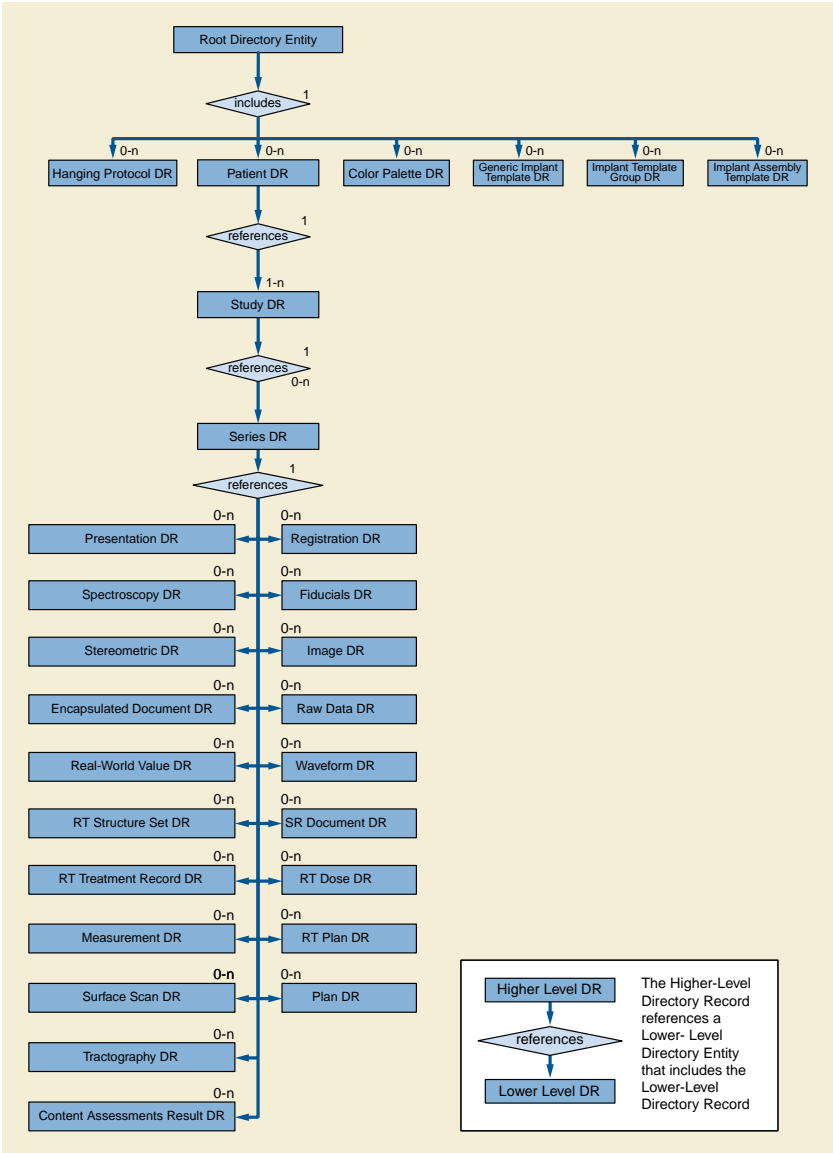 Root Directory Entity
1
includes
0-n
0-n
0-n
0-n
0-n
0-n
Hanging Protocol DR
Patient DR
Color Palette DR
Generic Implant
Template DR
Implant Template
Group DR
Implant Assembly
Template DR
1
references
1-n
Study DR
1
references
0-n
Series DR
1
references
0-n
0-n
Presentation DR
Registration DR
0-n
0-n
Spectroscopy DR
Fiducials DR
0-n
0-n
Stereometric DR
Image DR
0-n
0-n
Encapsulated Document DR
Raw Data DR
0-n
0-n
Real-World Value DR
Waveform DR
0-n
0-n
RT Structure Set DR
SR Document DR
0-n
0-n
RT Treatment Record DR
RT Dose DR
0-n
0-n
Measurement DR
RT Plan DR
0-n
0-n
Surface Scan DR
Plan DR
0-n
Tractography DR
0-n
Content Assessments Result DR
Higher Level DR
references
Lower Level DR
The Higher-Level
Directory Record
references a
Lower- Level
Directory Entity
that includes the
Lower-Level
Directory Record